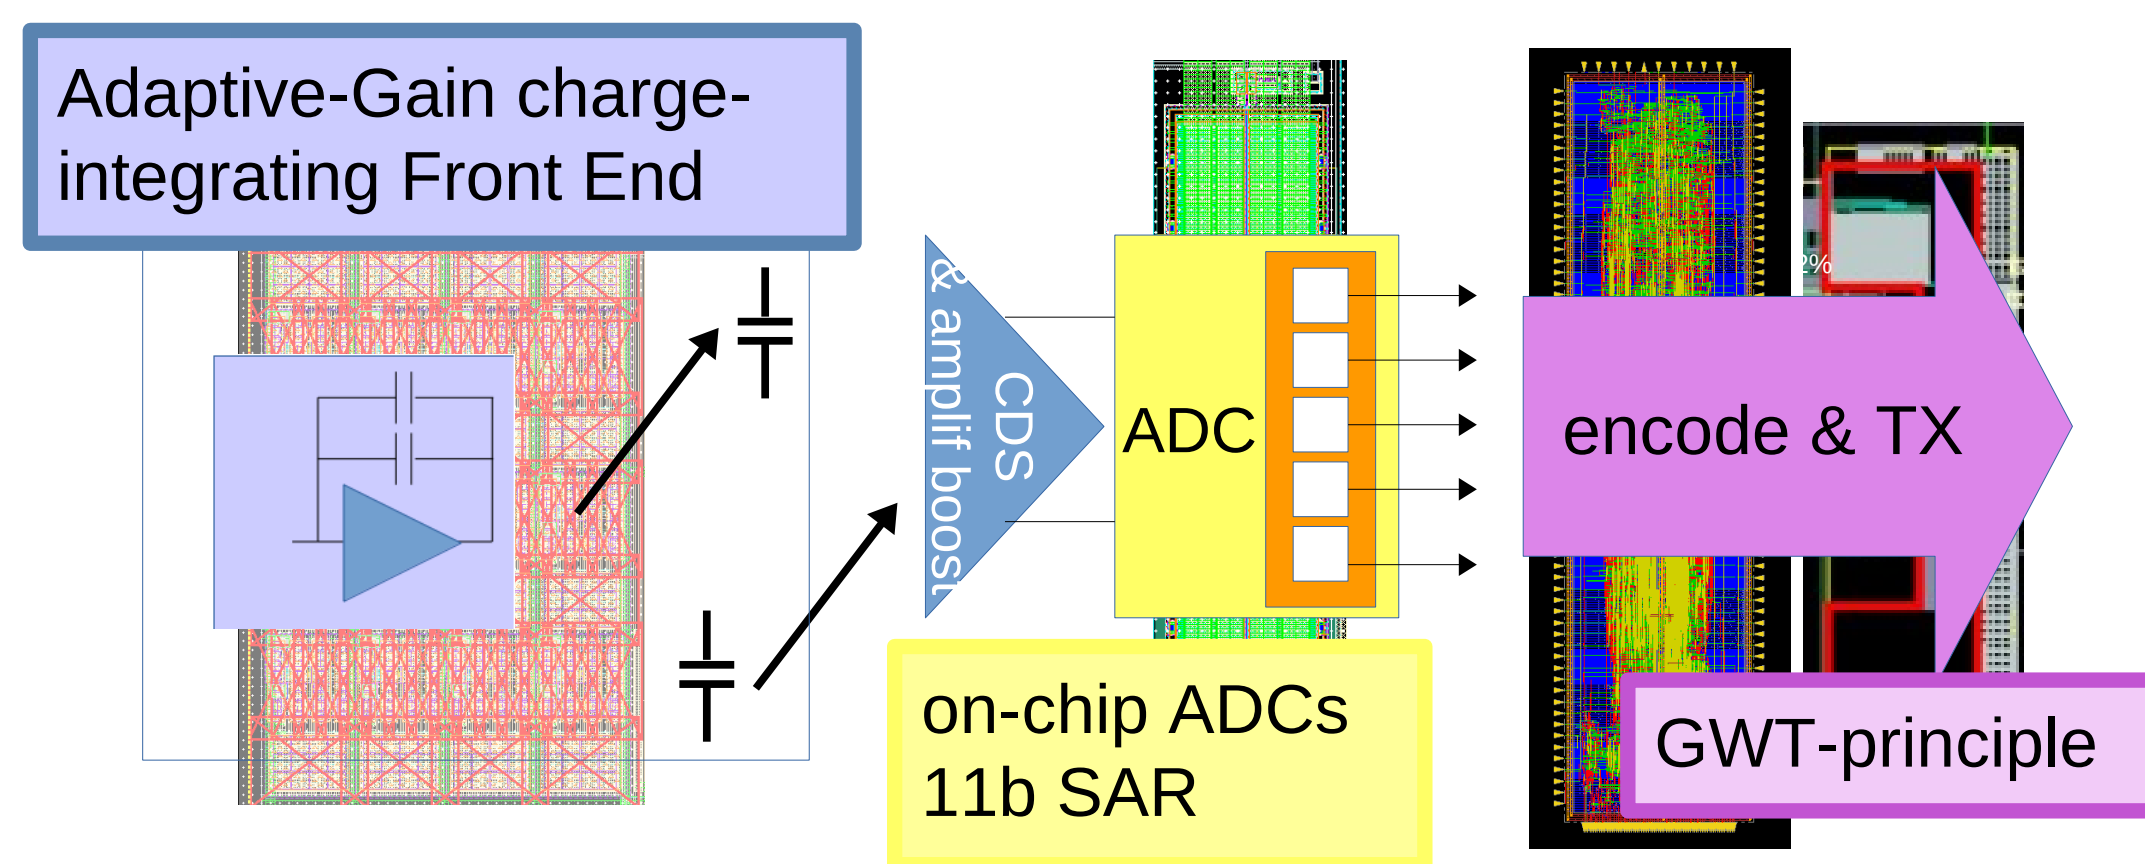 Adaptive-Gain charge-
integrating Front End
CDS
& amplif boost
ADC
on-chip ADCs
11b SAR
2%
encode & TX
GWT-principle